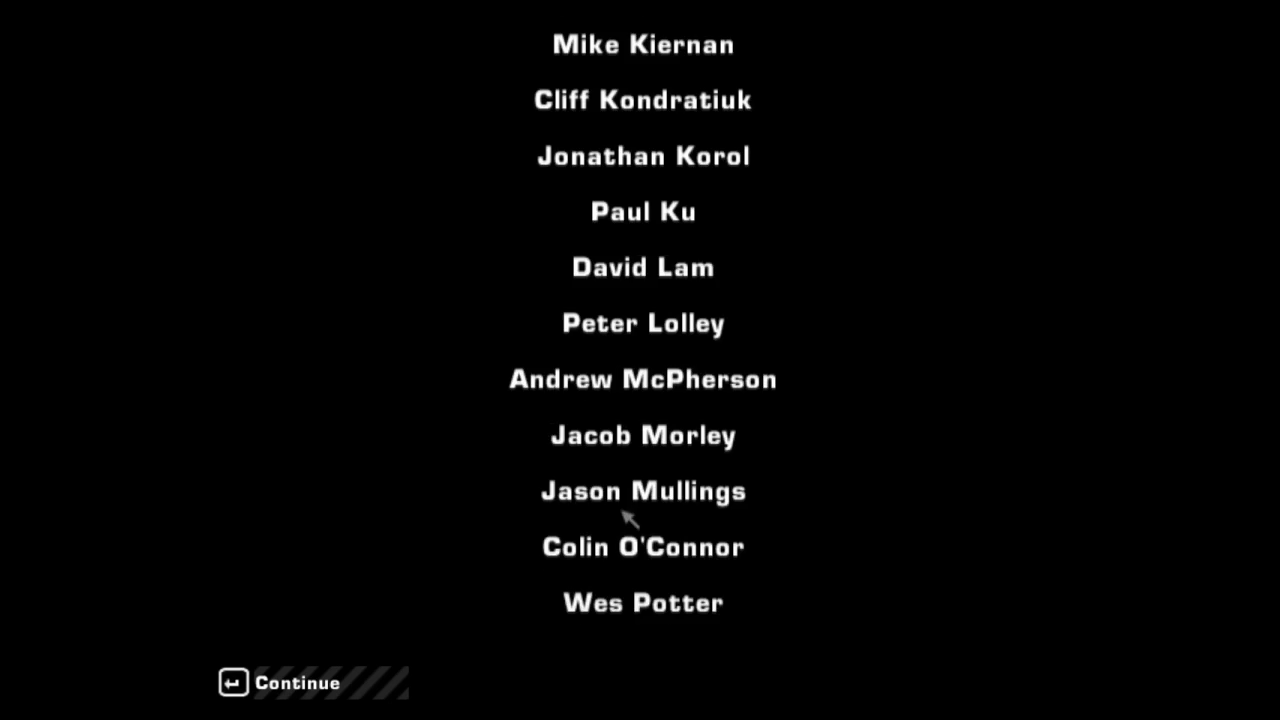 Mike Kiernan
Cliff Kondratiuk
Jonathan Korol
Paul Ku
David Lam
Peter Lolley
Andrew McPherson
Jacob Morley
Jason Mullings
Colin O'Connor
Wes Potter
Continue